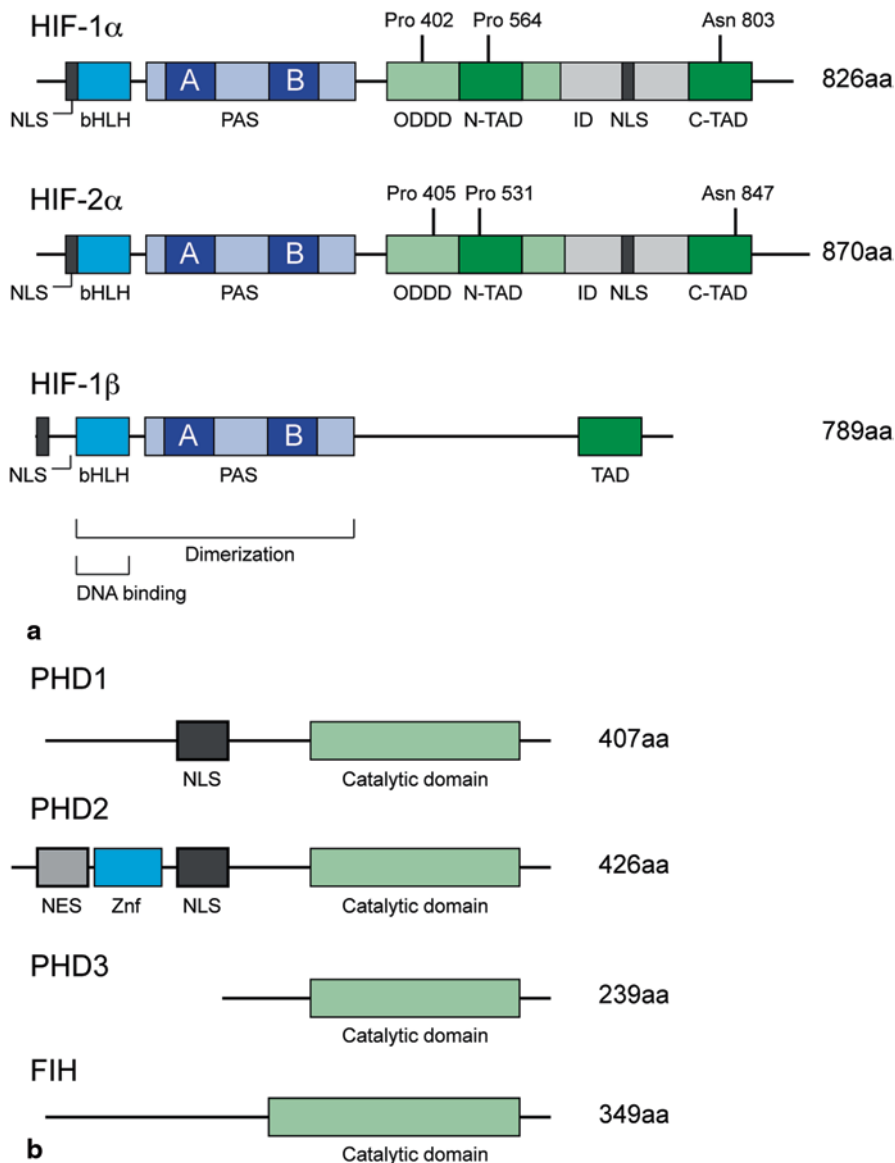 HIF-1α
Pro 402 Pro 564 Asn 803
A B
826aa
NLS bHLH PAS ODDD N-TAD ID NLS C-TAD
HIF-2α
Pro 405 Pro 531 Asn 847
A B
870aa
NLS bHLH PAS ODDD N-TAD ID NLS C-TAD
HIF-1β
A B
789aa
NLS bHLH PAS TAD
Dimerization
DNA binding
a
PHD1
407aa
NLS Catalytic domain
PHD2
426aa
NES Znf NLS Catalytic domain
PHD3
239aa
Catalytic domain
FIH
349aa
Catalytic domain
b